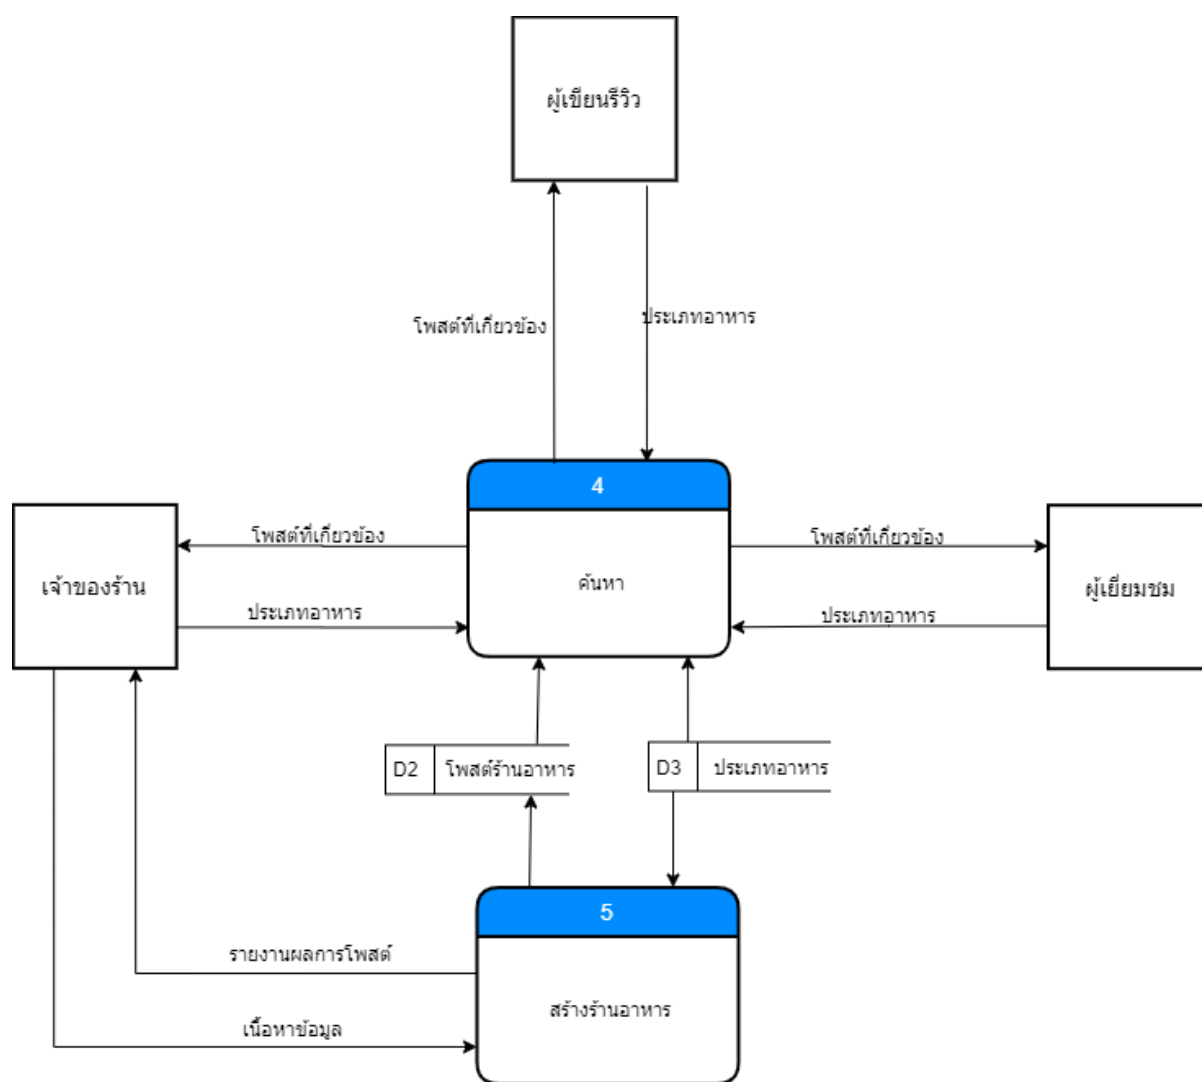 ผู้เขียนรีวิว
โพสต์ที่เกี่ยวข้อง
ประเภทอาหาร
4
โพสต์ที่เกี่ยวข้อง
โพสต์ที่เกี่ยวข้อง
เจ้าของร้าน
ค้นหา
ผู้เยี่ยมชม
ประเภทอาหาร
ประเภทอาหาร
D2 โพสต์ร้านอาหาร
D3 ประเภทอาหาร
5
รายงานผลการโพสต์
สร้างร้านอาหาร
เนื้อหาข้อมูล